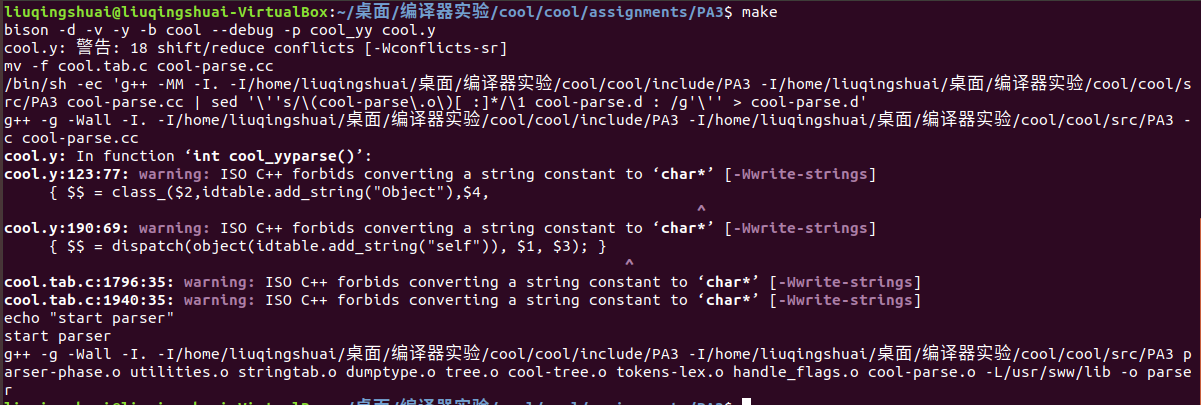 liuqingshuai@liuqingshuai-VirtualBox:~/桌面/编译器实验/cool/cool/assignments/PA3$ make
bison -d -v -y -b cool --debug -p cool_yy cool.y
cool.y: 警告: 18 shift/reduce conflicts [-Wconflicts-sr]
mv -f cool.tab.c cool-parse.cc
/bin/sh -ec 'g++ -MM -I. -I/home/liuqingshuai/桌面/编译器实验/cool/cool/include/PA3 -I/home/liuqingshuai/桌面/编译器实验/cool/cool/s
rc/PA3 cool-parse.cc | sed '\''s/\(cool-parse\.o\)[ :]*/\1 cool-parse.d : /g'\'' > cool-parse.d'
g++ -g -Wall -I. -I/home/liuqingshuai/桌面/编译器实验/cool/cool/include/PA3 -I/home/liuqingshuai/桌面/编译器实验/cool/cool/src/PA3 -
c cool-parse.cc
cool.y: In function ‘int cool_yyparse()’:
cool.y:123:77: warning: ISO C++ forbids converting a string constant to ‘char*’ [-Wwrite-strings]
{ $$ = class_($2,idtable.add_string("Object"),$4,
^
cool.y:190:69: warning: ISO C++ forbids converting a string constant to ‘char*’ [-Wwrite-strings]
{ $$ = dispatch(object(idtable.add_string("self")), $1, $3); }
^
cool.tab.c:1796:35: warning: ISO C++ forbids converting a string constant to ‘char*’ [-Wwrite-strings]
cool.tab.c:1940:35: warning: ISO C++ forbids converting a string constant to ‘char*’ [-Wwrite-strings]
echo "start parser"
start parser
g++ -g -Wall -I. -I/home/liuqingshuai/桌面/编译器实验/cool/cool/include/PA3 -I/home/liuqingshuai/桌面/编译器实验/cool/cool/src/PA3 p
arser-phase.o utilities.o stringtab.o dumptype.o tree.o cool-tree.o tokens-lex.o handle_flags.o cool-parse.o -L/usr/sww/lib -o parse
r